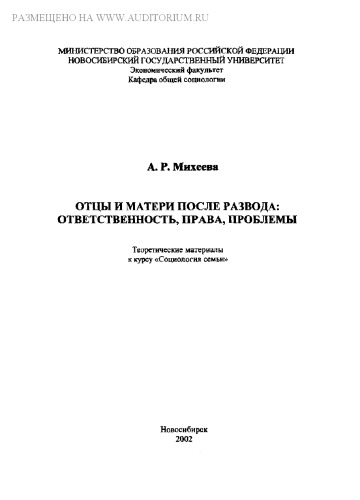 РАЗМЕЩЕНО НА WWW.AUDITORIUM.RU
МИНИСТЕРСТВО ОБРАЗОВАНИЯ РОССИЙСКОЙ ФЕДЕРАЦИИ
НОВОСИБИРСКИЙ ГОСУДАРСТВЕННЫЙ УНИВЕРСИТЕТ
Экономический факультет
Кафедра общей социологии
А. Р. Михеева
ОТЦЫ И МАТЕРИ ПОСЛЕ РАЗВОДА:
ОТВЕТСТВЕННОСТЬ, ПРАВА, ПРОБЛЕМЫ
Теоретические материалы
к курсу «Социология семьи»
Новосибирск
2002